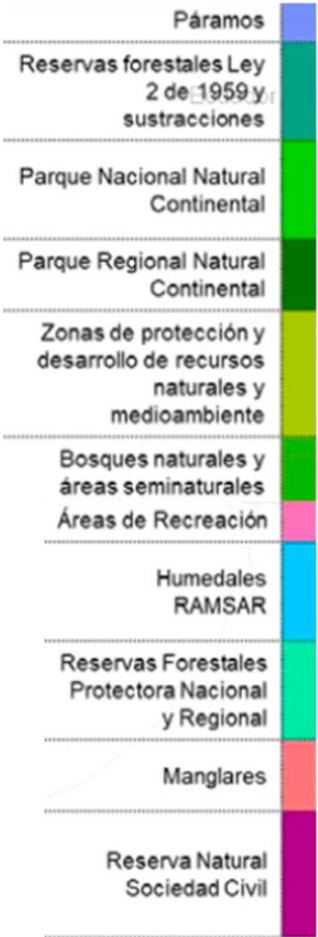 Páramos
Reservas forestales Ley
2 de 1959 y
sustracciones
Parque Nacional Natural
Continental
Parque Regional Natural
Continental
Zonas de protección y
desarrollo de recursos
naturales y
medioambiente
Bosques naturales y
áreas seminaturales
Áreas de Recreación
Humedales
RAMSAR
Reservas Forestales
Protectora Nacional
y Regional
Manglares
Reserva Natural
Sociedad Civil